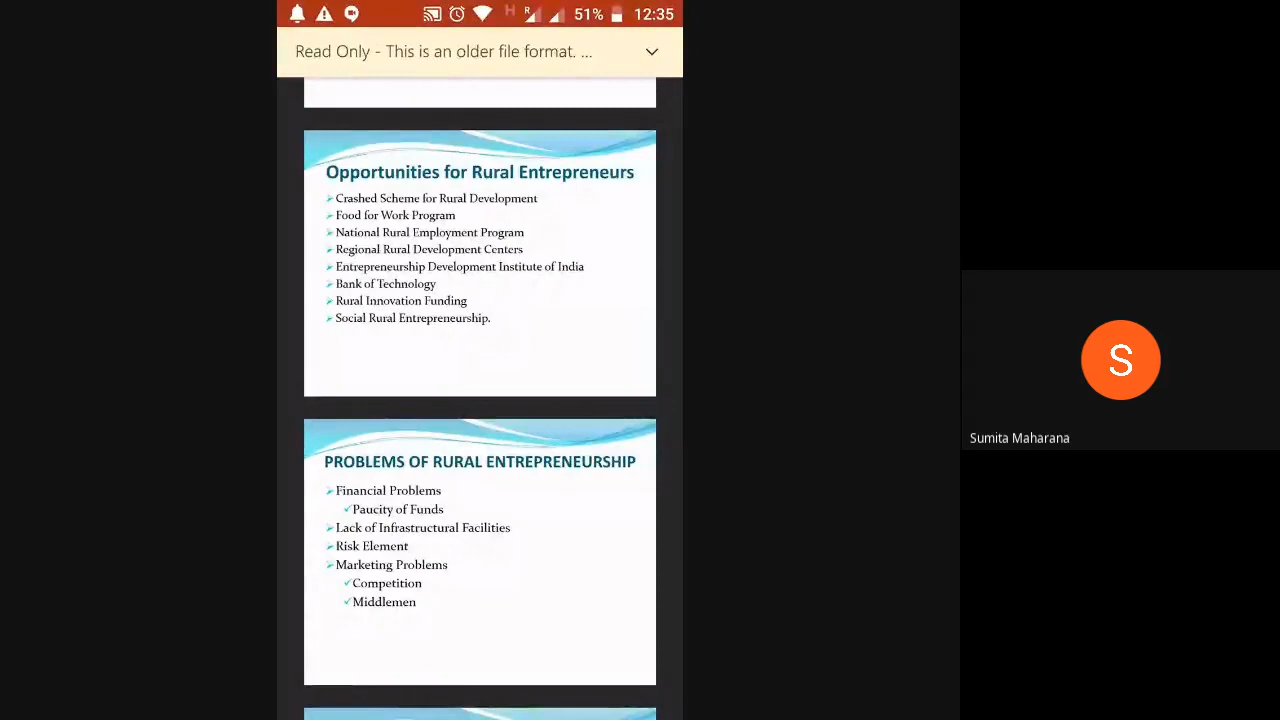 H R 51% 12:35
Read Only - This is an older file format. ...
Opportunities for Rural Entrepreneurs
Crashed Scheme for Rural Development
Food for Work Program
National Rural Employment Program
Regional Rural Development Centers
Entrepreneurship Development Institute of India
Bank of Technology
Rural Innovation Funding
Social Rural Entrepreneurship.
PROBLEMS OF RURAL ENTREPRENEURSHIP
Financial Problems
Paucity of Funds
Lack of Infrastructural Facilities
Risk Element
Marketing Problems
Competition
Middlemen
S
Sumita Maharana